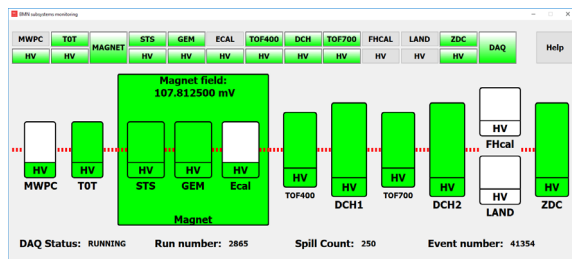 BMN subsystems monitoring
MWPC T0T MAGNET STS GEM ECAL TOF400 DCH TOF700 FHCAL LAND ZDC DAQ Help
HV HV HV HV HV HV HV HV HV HV HV
Magnet field:
107.812500 mV
HV HV HV HV HV HV HV HV HV HV HV HV
MWPC T0T STS GEM Ecal TOF400 DCH1 TOF700 DCH2 FHcal LAND ZDC
Magnet
DAQ Status: RUNNING Run number: 2865 Spill Count: 250 Event number: 41354